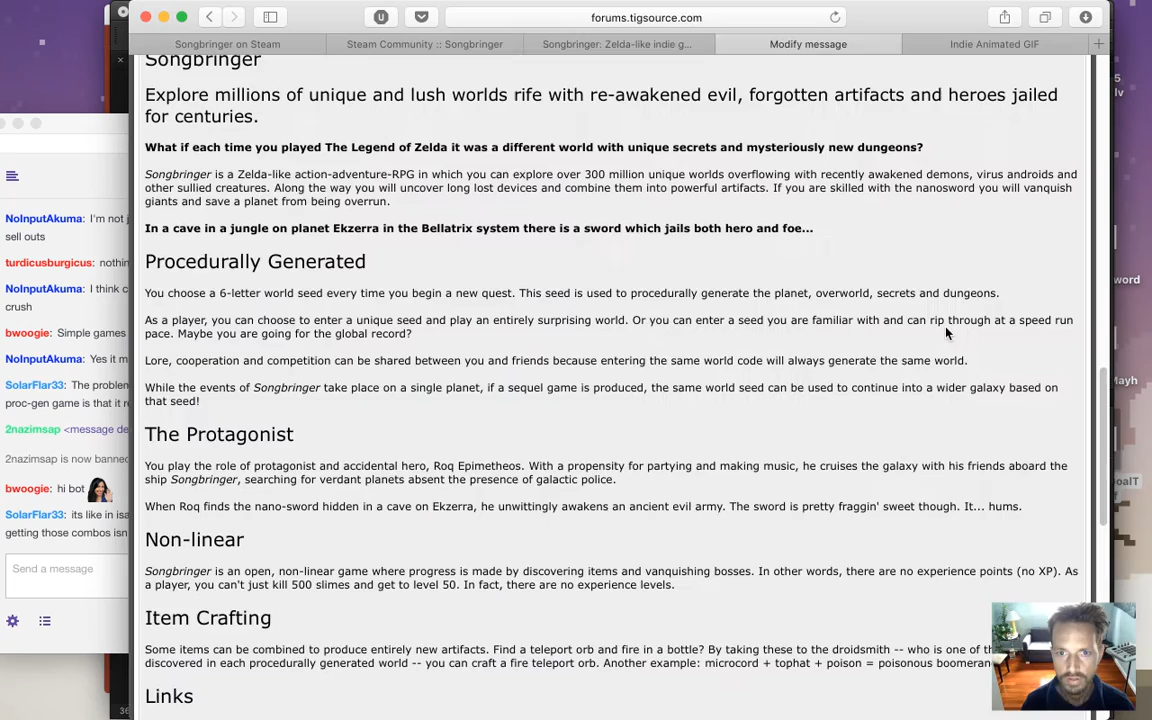 forums.tigsource.com
Songbringer on Steam
Steam Community :: Songbringer
Songbringer: Zelda-like indie g...
Modify message
Indie Animated GIF
Songbringer
Explore millions of unique and lush worlds rife with re-awakened evil, forgotten artifacts and heroes jailed
for centuries.
What if each time you played The Legend of Zelda it was a different world with unique secrets and mysteriously new dungeons?
Songbringer is a Zelda-like action-adventure-RPG in which you can explore over 300 million unique worlds overflowing with recently awakened demons, virus androids and
other sullied creatures. Along the way you will uncover long lost devices and combine them into powerful artifacts. If you are skilled with the nanosword you will vanquish
giants and save a planet from being overrun.
In a cave in a jungle on planet Ekzerra in the Bellatrix system there is a sword which jails both hero and foe...
Procedurally Generated
You choose a 6-letter world seed every time you begin a new quest. This seed is used to procedurally generate the planet, overworld, secrets and dungeons.
As a player, you can choose to enter a unique seed and play an entirely surprising world. Or you can enter a seed you are familiar with and can rip through at a speed run
pace. Maybe you are going for the global record?
Lore, cooperation and competition can be shared between you and friends because entering the same world code will always generate the same world.
While the events of Songbringer take place on a single planet, if a sequel game is produced, the same world seed can be used to continue into a wider galaxy based on
that seed!
The Protagonist
You play the role of protagonist and accidental hero, Roq Epimetheos. With a propensity for partying and making music, he cruises the galaxy with his friends aboard the
ship Songbringer, searching for verdant planets absent the presence of galactic police.
When Roq finds the nano-sword hidden in a cave on Ekzerra, he unwittingly awakens an ancient evil army. The sword is pretty fraggin' sweet though. It... hums.
Non-linear
Songbringer is an open, non-linear game where progress is made by discovering items and vanquishing bosses. In other words, there are no experience points (no XP). As
a player, you can't just kill 500 slimes and get to level 50. In fact, there are no experience levels.
Item Crafting
Some items can be combined to produce entirely new artifacts. Find a teleport orb and fire in a bottle? By taking these to the droidsmith -- who is one of th
discovered in each procedurally generated world -- you can craft a fire teleport orb. Another example: microcord + tophat + poison = poisonous boomeran
Links
NoInputAkuma: I'm not j
sell outs
turdicusburgicus: nothin
NoInputAkuma: I think c
crush
bwoogie: Simple games
NoInputAkuma: Yes it m
SolarFlar33: The problem
proc-gen game is that it re
2nazimsap <message de
2nazimsap is now banned
bwoogie: hi bot
SolarFlar33: its like in isa
getting those combos isn
Send a message
5
lv
word
Mayh
oalT
f
36